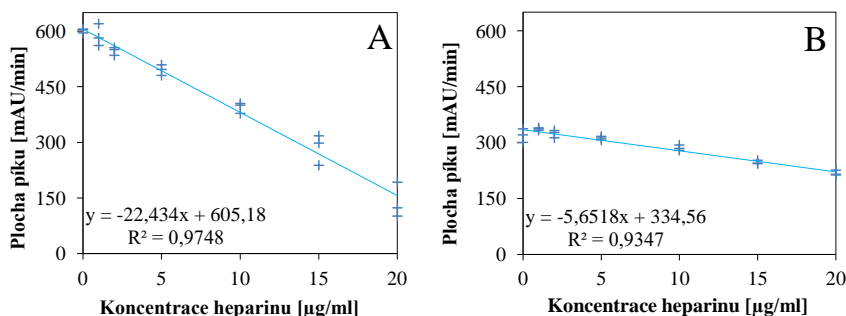 A
Plocha píku [mAU/min]
600
450
300
150
0
y = -22,434x + 605,18
R² = 0,9748
0 5 10 15 20
Koncentrace heparinu [µg/ml]
B
Plocha píku [mAU/min]
600
450
300
150
0
y = -5,6518x + 334,56
R² = 0,9347
0 5 10 15 20
Koncentrace heparinu [µg/ml]